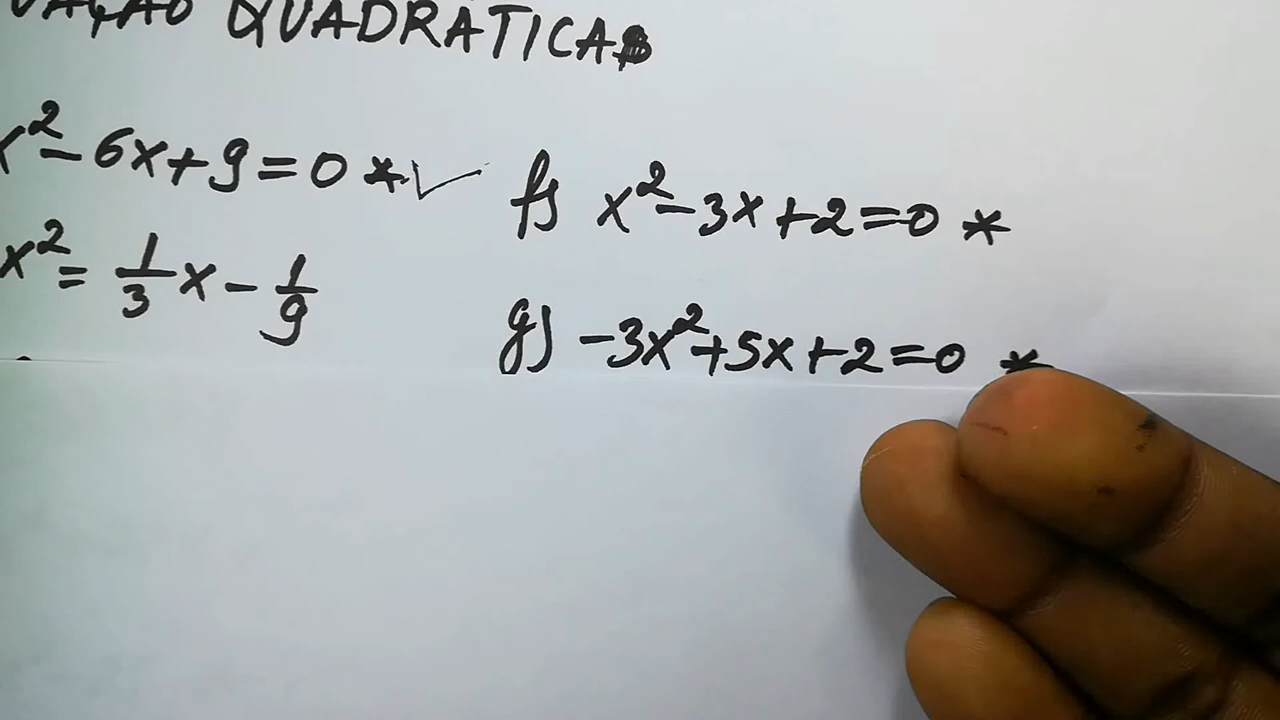 QUADRATICAS
x² - 6x + 9 = 0 * ✓
x² = 1/3 x - 1/9
f) x² - 3x + 2 = 0 *
g) -3x² + 5x + 2 = 0 *